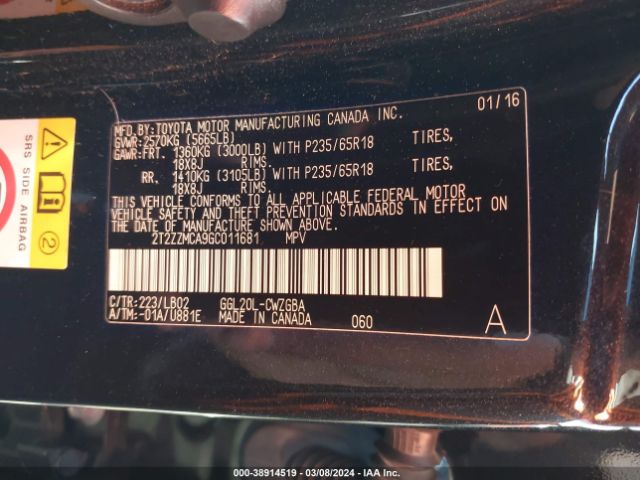 MFD.BY: TOYOTA MOTOR MANUFACTURING CANADA INC. 01/16
GVWR: 2570KG (5665LB)
GAWR: FRT. 1360KG (3000LB) WITH P235/65R18 TIRES,
18X8J RIMS,
RR. 1410KG (3105LB) WITH P235/65R18 TIRES,
18X8J RIMS.
THIS VEHICLE CONFORMS TO ALL APPLICABLE FEDERAL MOTOR
VEHICLE SAFETY AND THEFT PREVENTION STANDARDS IN EFFECT ON
THE DATE OF MANUFACTURE SHOWN ABOVE.
2T2ZZMCA9GC011681 MPV
C/TR: 223/LB02 GGL20L-CWZGBA
A/TM: -01A/U881E MADE IN CANADA 060 A
SRS SIDE AIRBAG
000-38914519 - 03/08/2024 - IAA Inc.